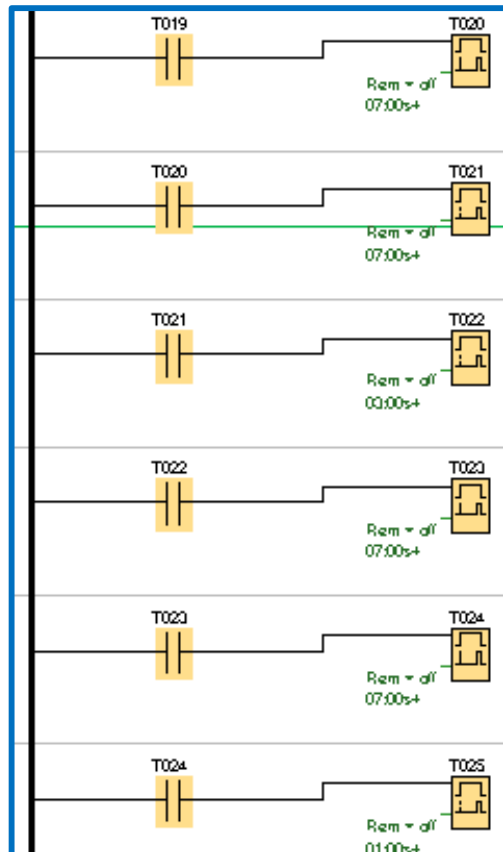 T019 T020
Rem = off
07:00s+
T020 T021
Rem = off
07:00s+
T021 T022
Rem = off
03:00s+
T022 T023
Rem = off
07:00s+
T023 T024
Rem = off
07:00s+
T024 T025
Rem = off
01:00s+